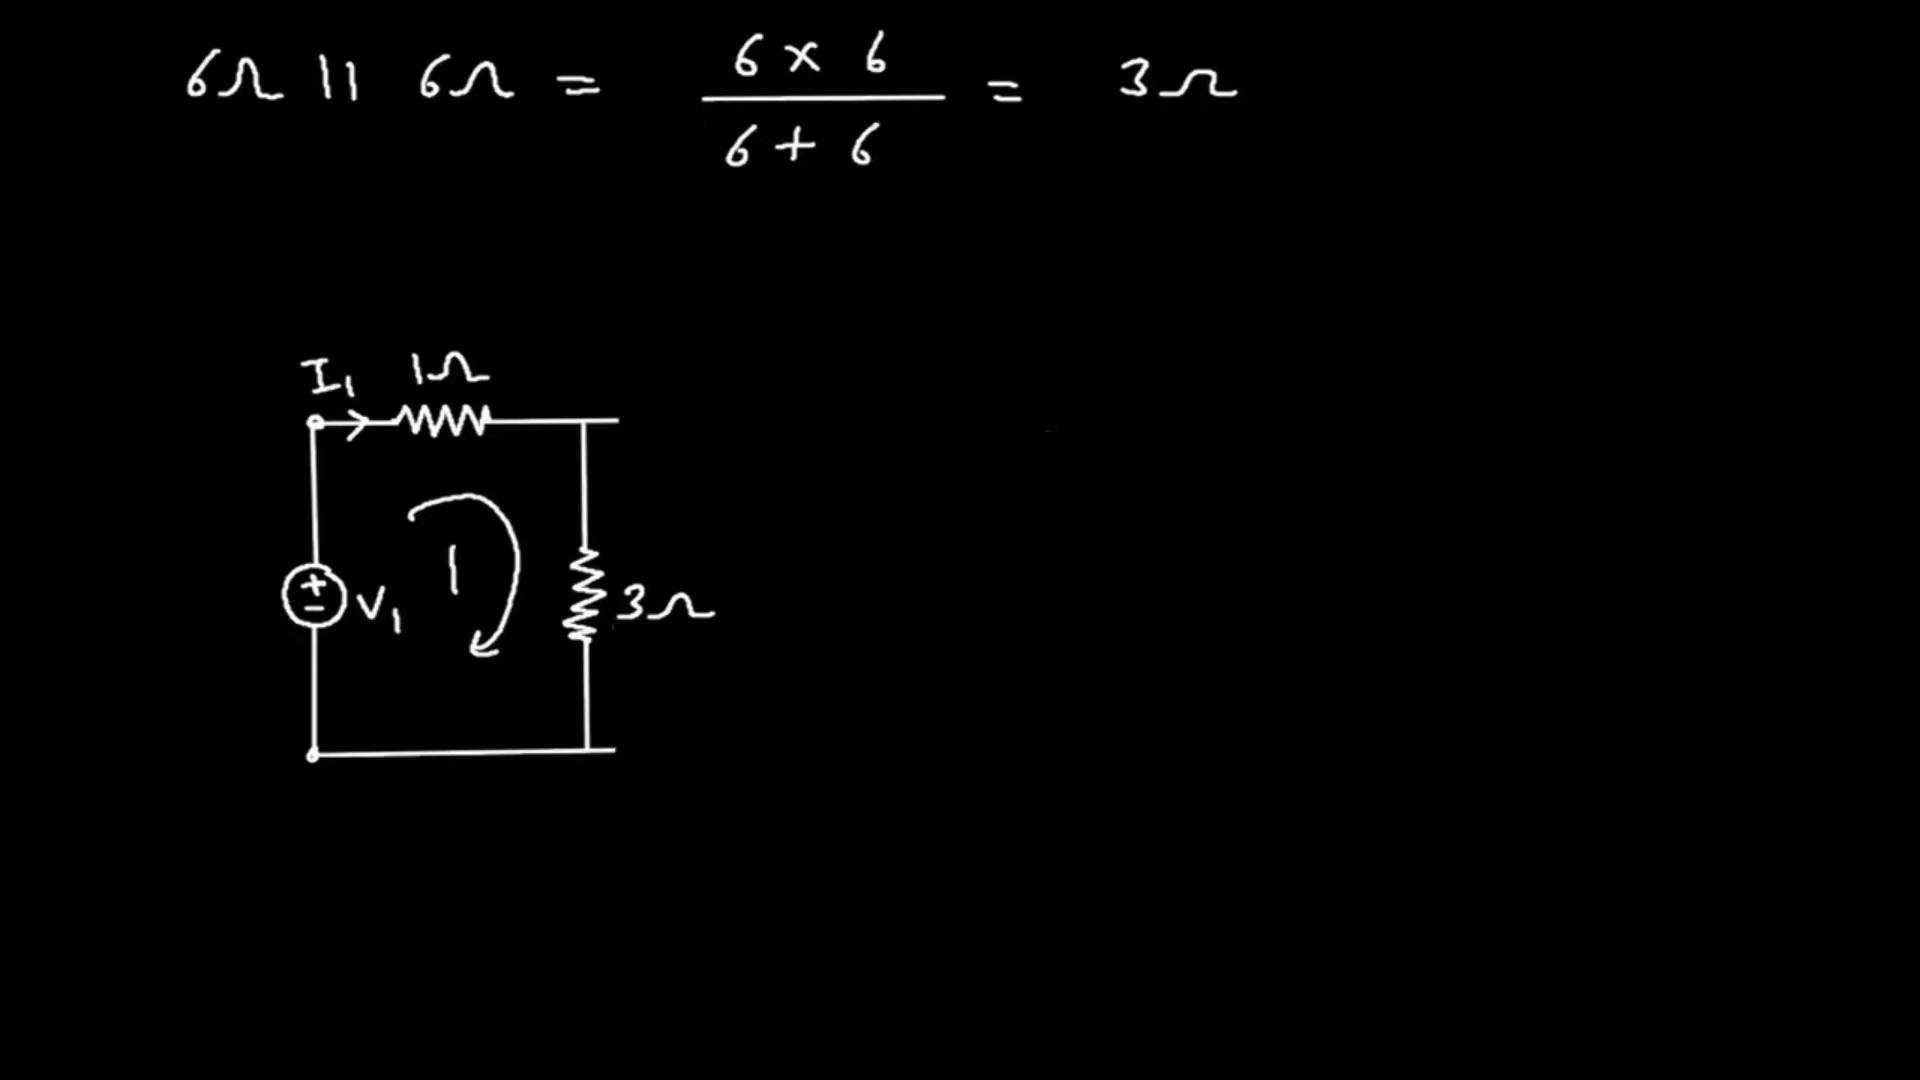 6Ω || 6Ω = 6 × 6 / 6 + 6 = 3Ω
I₁ 1Ω
+
−
V₁
1
3Ω